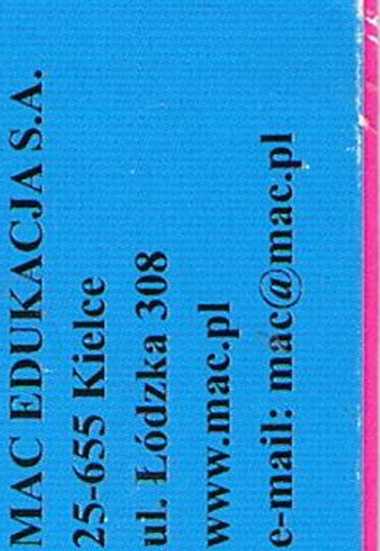 MAC EDUKACJA S.A.
25-655 Kielce
ul. Łódzka 308
www.mac.pl
e-mail: mac@mac.pl